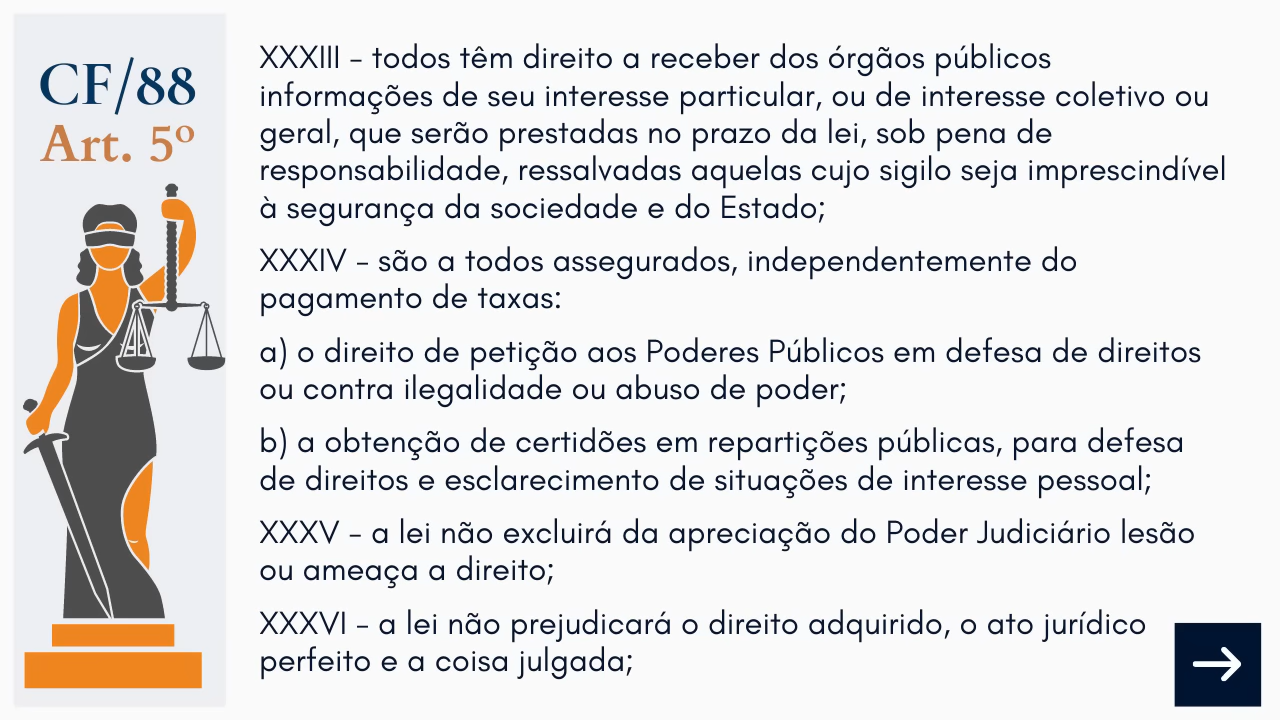 CF/88
Art. 5º
XXXIII – todos têm direito a receber dos órgãos públicos
informações de seu interesse particular, ou de interesse coletivo ou
geral, que serão prestadas no prazo da lei, sob pena de
responsabilidade, ressalvadas aquelas cujo sigilo seja imprescindível
à segurança da sociedade e do Estado;
XXXIV – são a todos assegurados, independentemente do
pagamento de taxas:
a) o direito de petição aos Poderes Públicos em defesa de direitos
ou contra ilegalidade ou abuso de poder;
b) a obtenção de certidões em repartições públicas, para defesa
de direitos e esclarecimento de situações de interesse pessoal;
XXXV – a lei não excluirá da apreciação do Poder Judiciário lesão
ou ameaça a direito;
XXXVI – a lei não prejudicará o direito adquirido, o ato jurídico
perfeito e a coisa julgada;